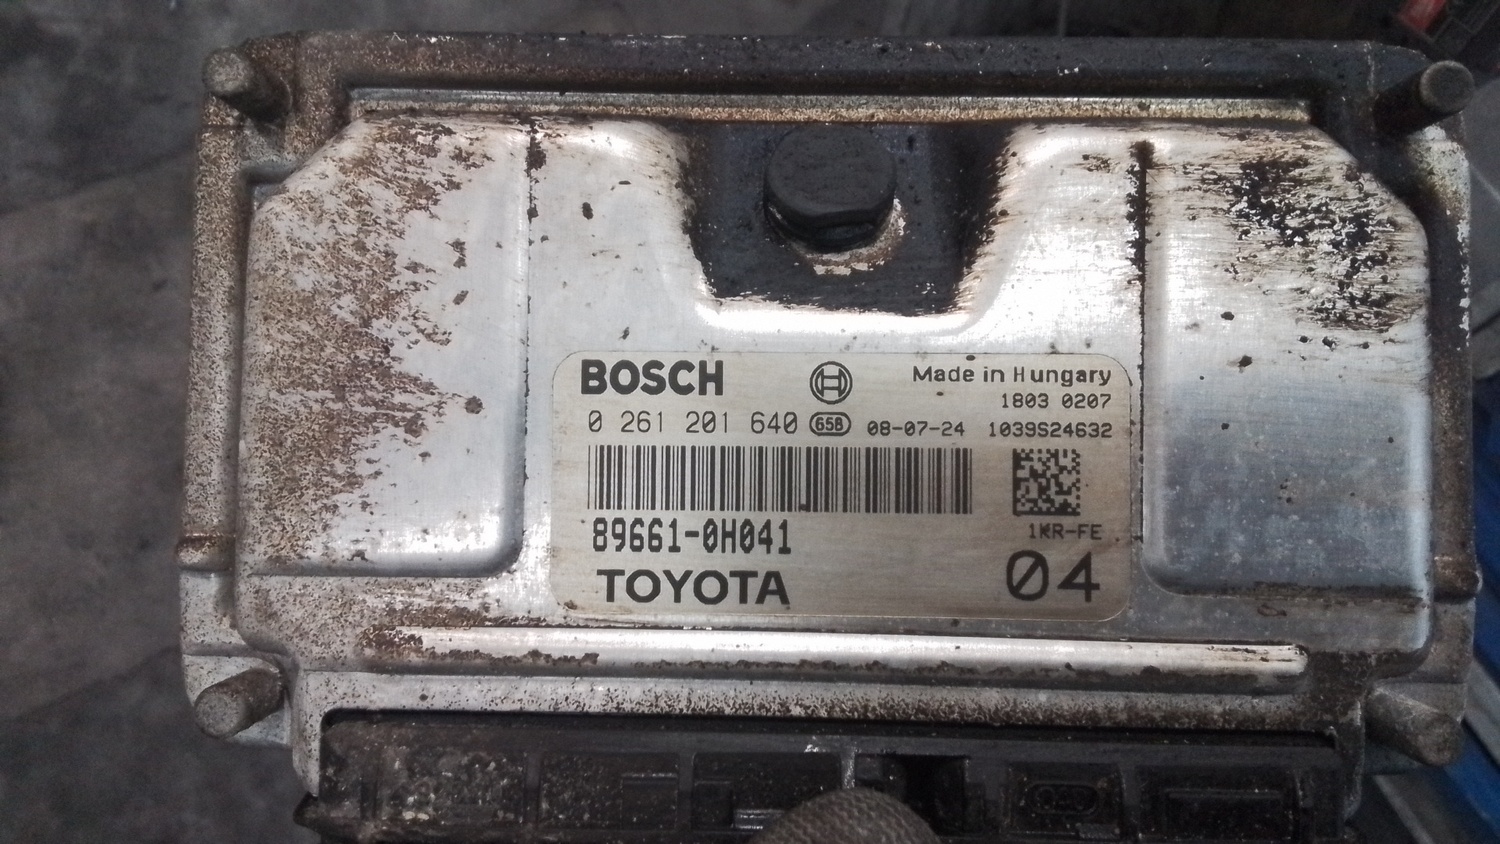 BOSCH
Made in Hungary
1803 0207
0 261 201 640 65B 08-07-24 1039S24632
89661-0H041
1KR-FE
TOYOTA
04